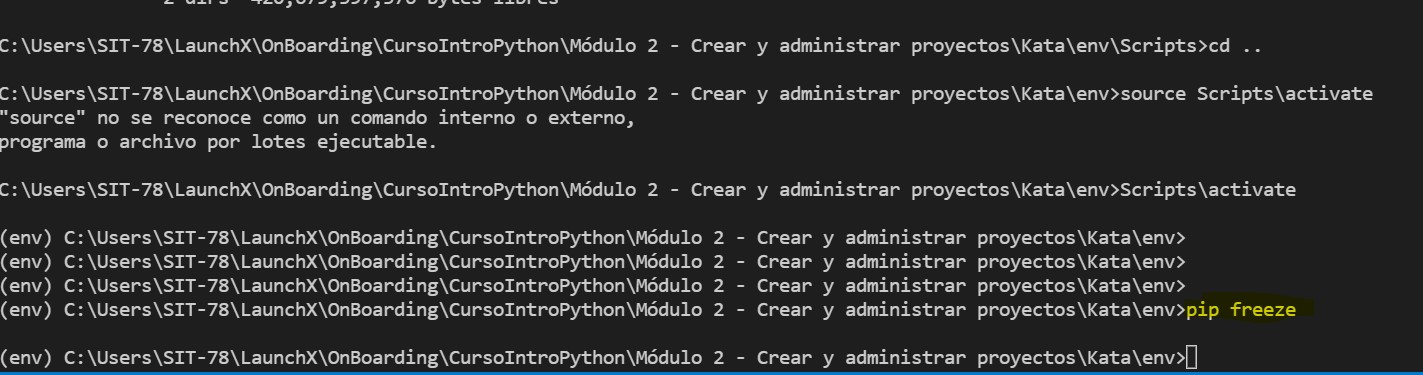 2 dirs  426,679,597,576 bytes libres
C:\Users\SIT-78\LaunchX\OnBoarding\CursoIntroPython\Módulo 2 - Crear y administrar proyectos\Kata\env\Scripts>cd ..
C:\Users\SIT-78\LaunchX\OnBoarding\CursoIntroPython\Módulo 2 - Crear y administrar proyectos\Kata\env>source Scripts\activate
"source" no se reconoce como un comando interno o externo,
programa o archivo por lotes ejecutable.
C:\Users\SIT-78\LaunchX\OnBoarding\CursoIntroPython\Módulo 2 - Crear y administrar proyectos\Kata\env>Scripts\activate
(env) C:\Users\SIT-78\LaunchX\OnBoarding\CursoIntroPython\Módulo 2 - Crear y administrar proyectos\Kata\env>
(env) C:\Users\SIT-78\LaunchX\OnBoarding\CursoIntroPython\Módulo 2 - Crear y administrar proyectos\Kata\env>
(env) C:\Users\SIT-78\LaunchX\OnBoarding\CursoIntroPython\Módulo 2 - Crear y administrar proyectos\Kata\env>
(env) C:\Users\SIT-78\LaunchX\OnBoarding\CursoIntroPython\Módulo 2 - Crear y administrar proyectos\Kata\env>pip freeze
(env) C:\Users\SIT-78\LaunchX\OnBoarding\CursoIntroPython\Módulo 2 - Crear y administrar proyectos\Kata\env>